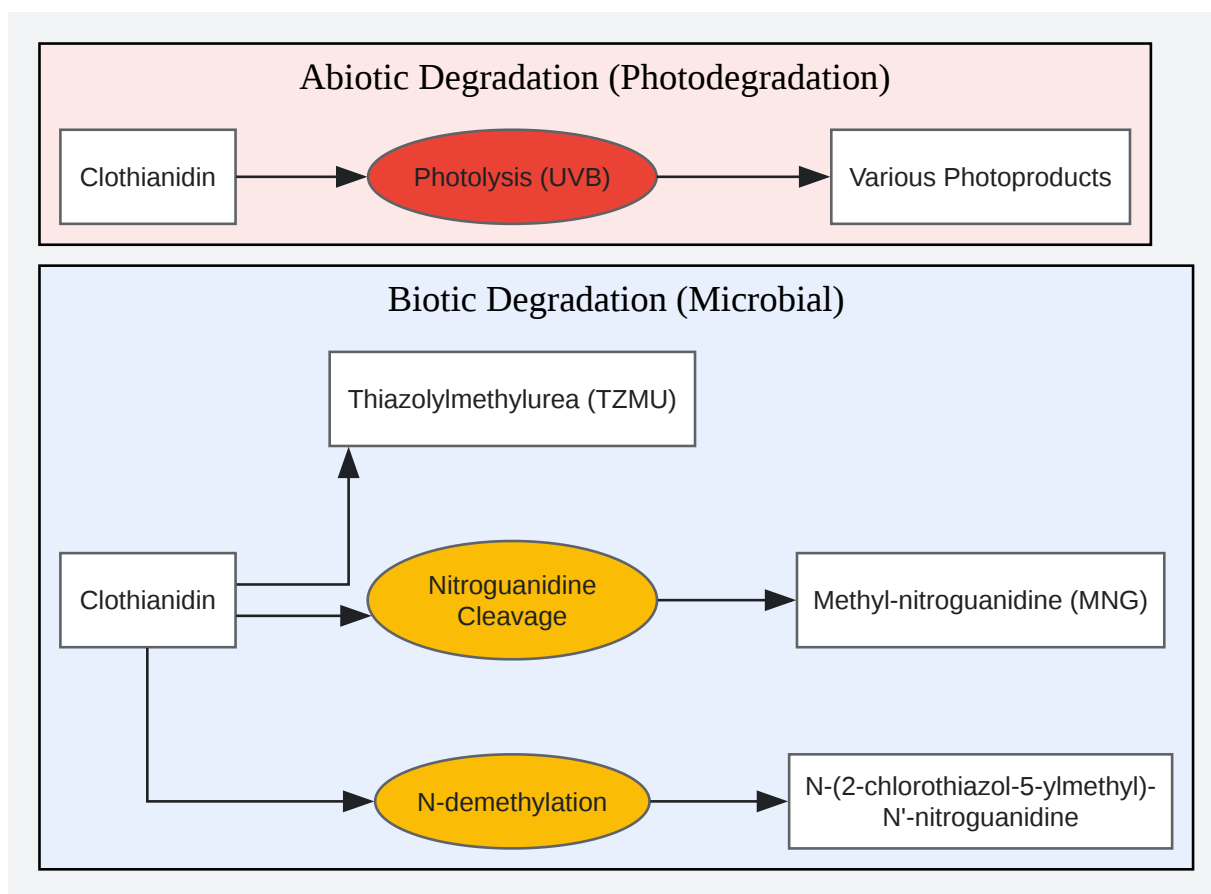 Abiotic Degradation (Photodegradation)
Clothianidin
Photolysis (UVB)
Various Photoproducts
Biotic Degradation (Microbial)
Thiazolylmethylurea (TZMU)
Clothianidin
Nitroguanidine
Cleavage
Methyl-nitroguanidine (MNG)
N-demethylation
N-(2-chlorothiazol-5-ylmethyl)-
N'-nitroguanidine